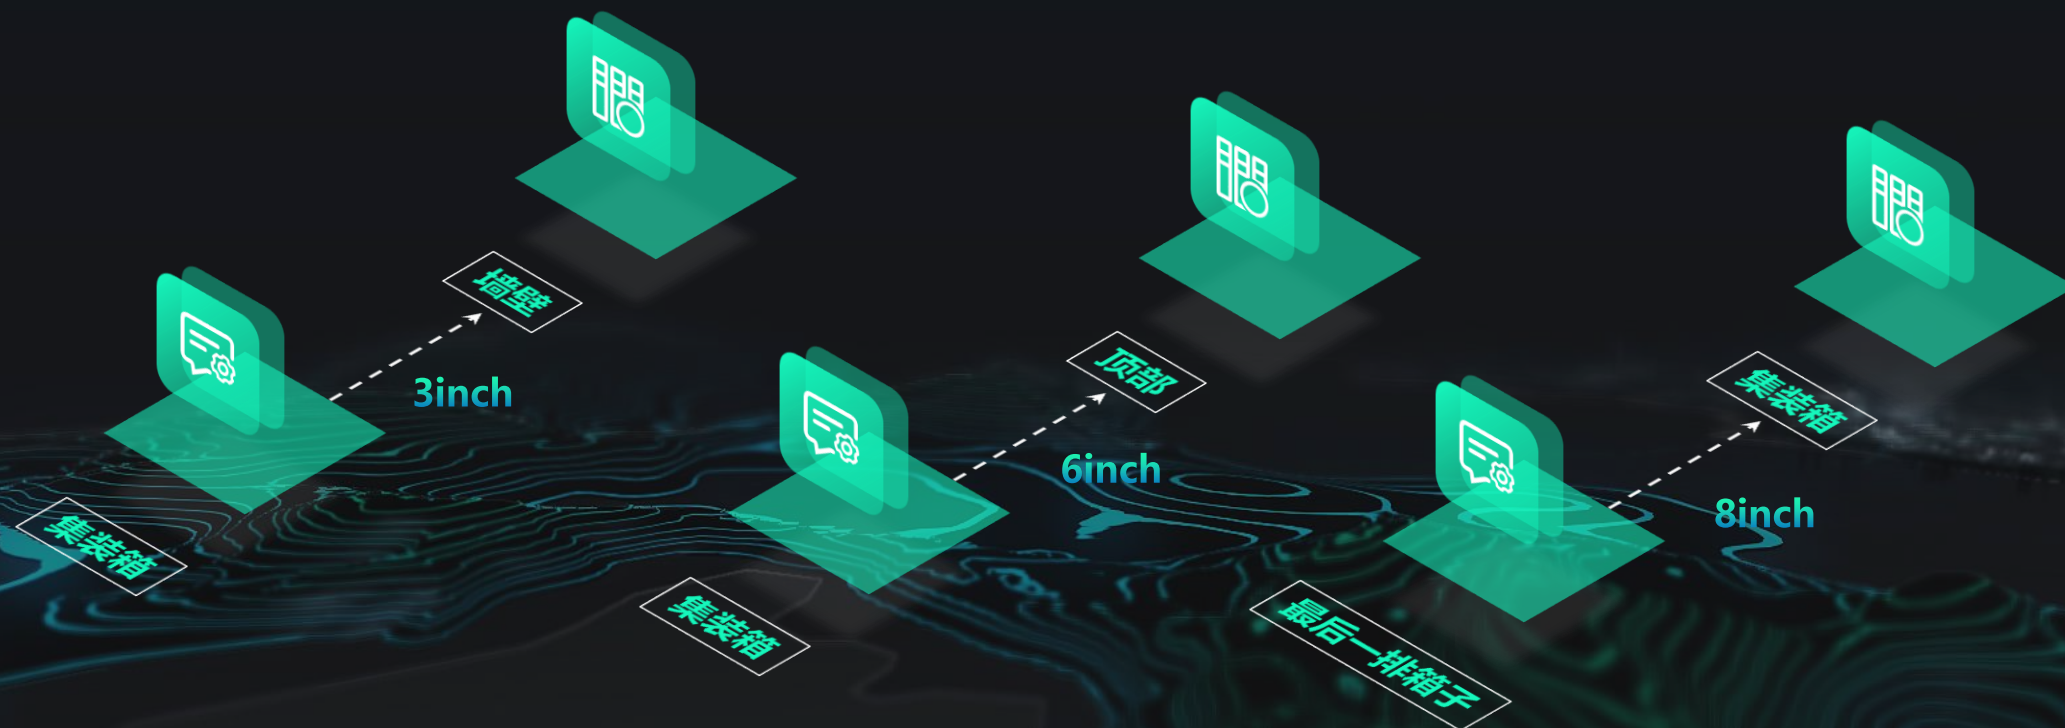 墙壁
3inch
集装箱
顶部
6inch
集装箱
集装箱
8inch
最后一排箱子